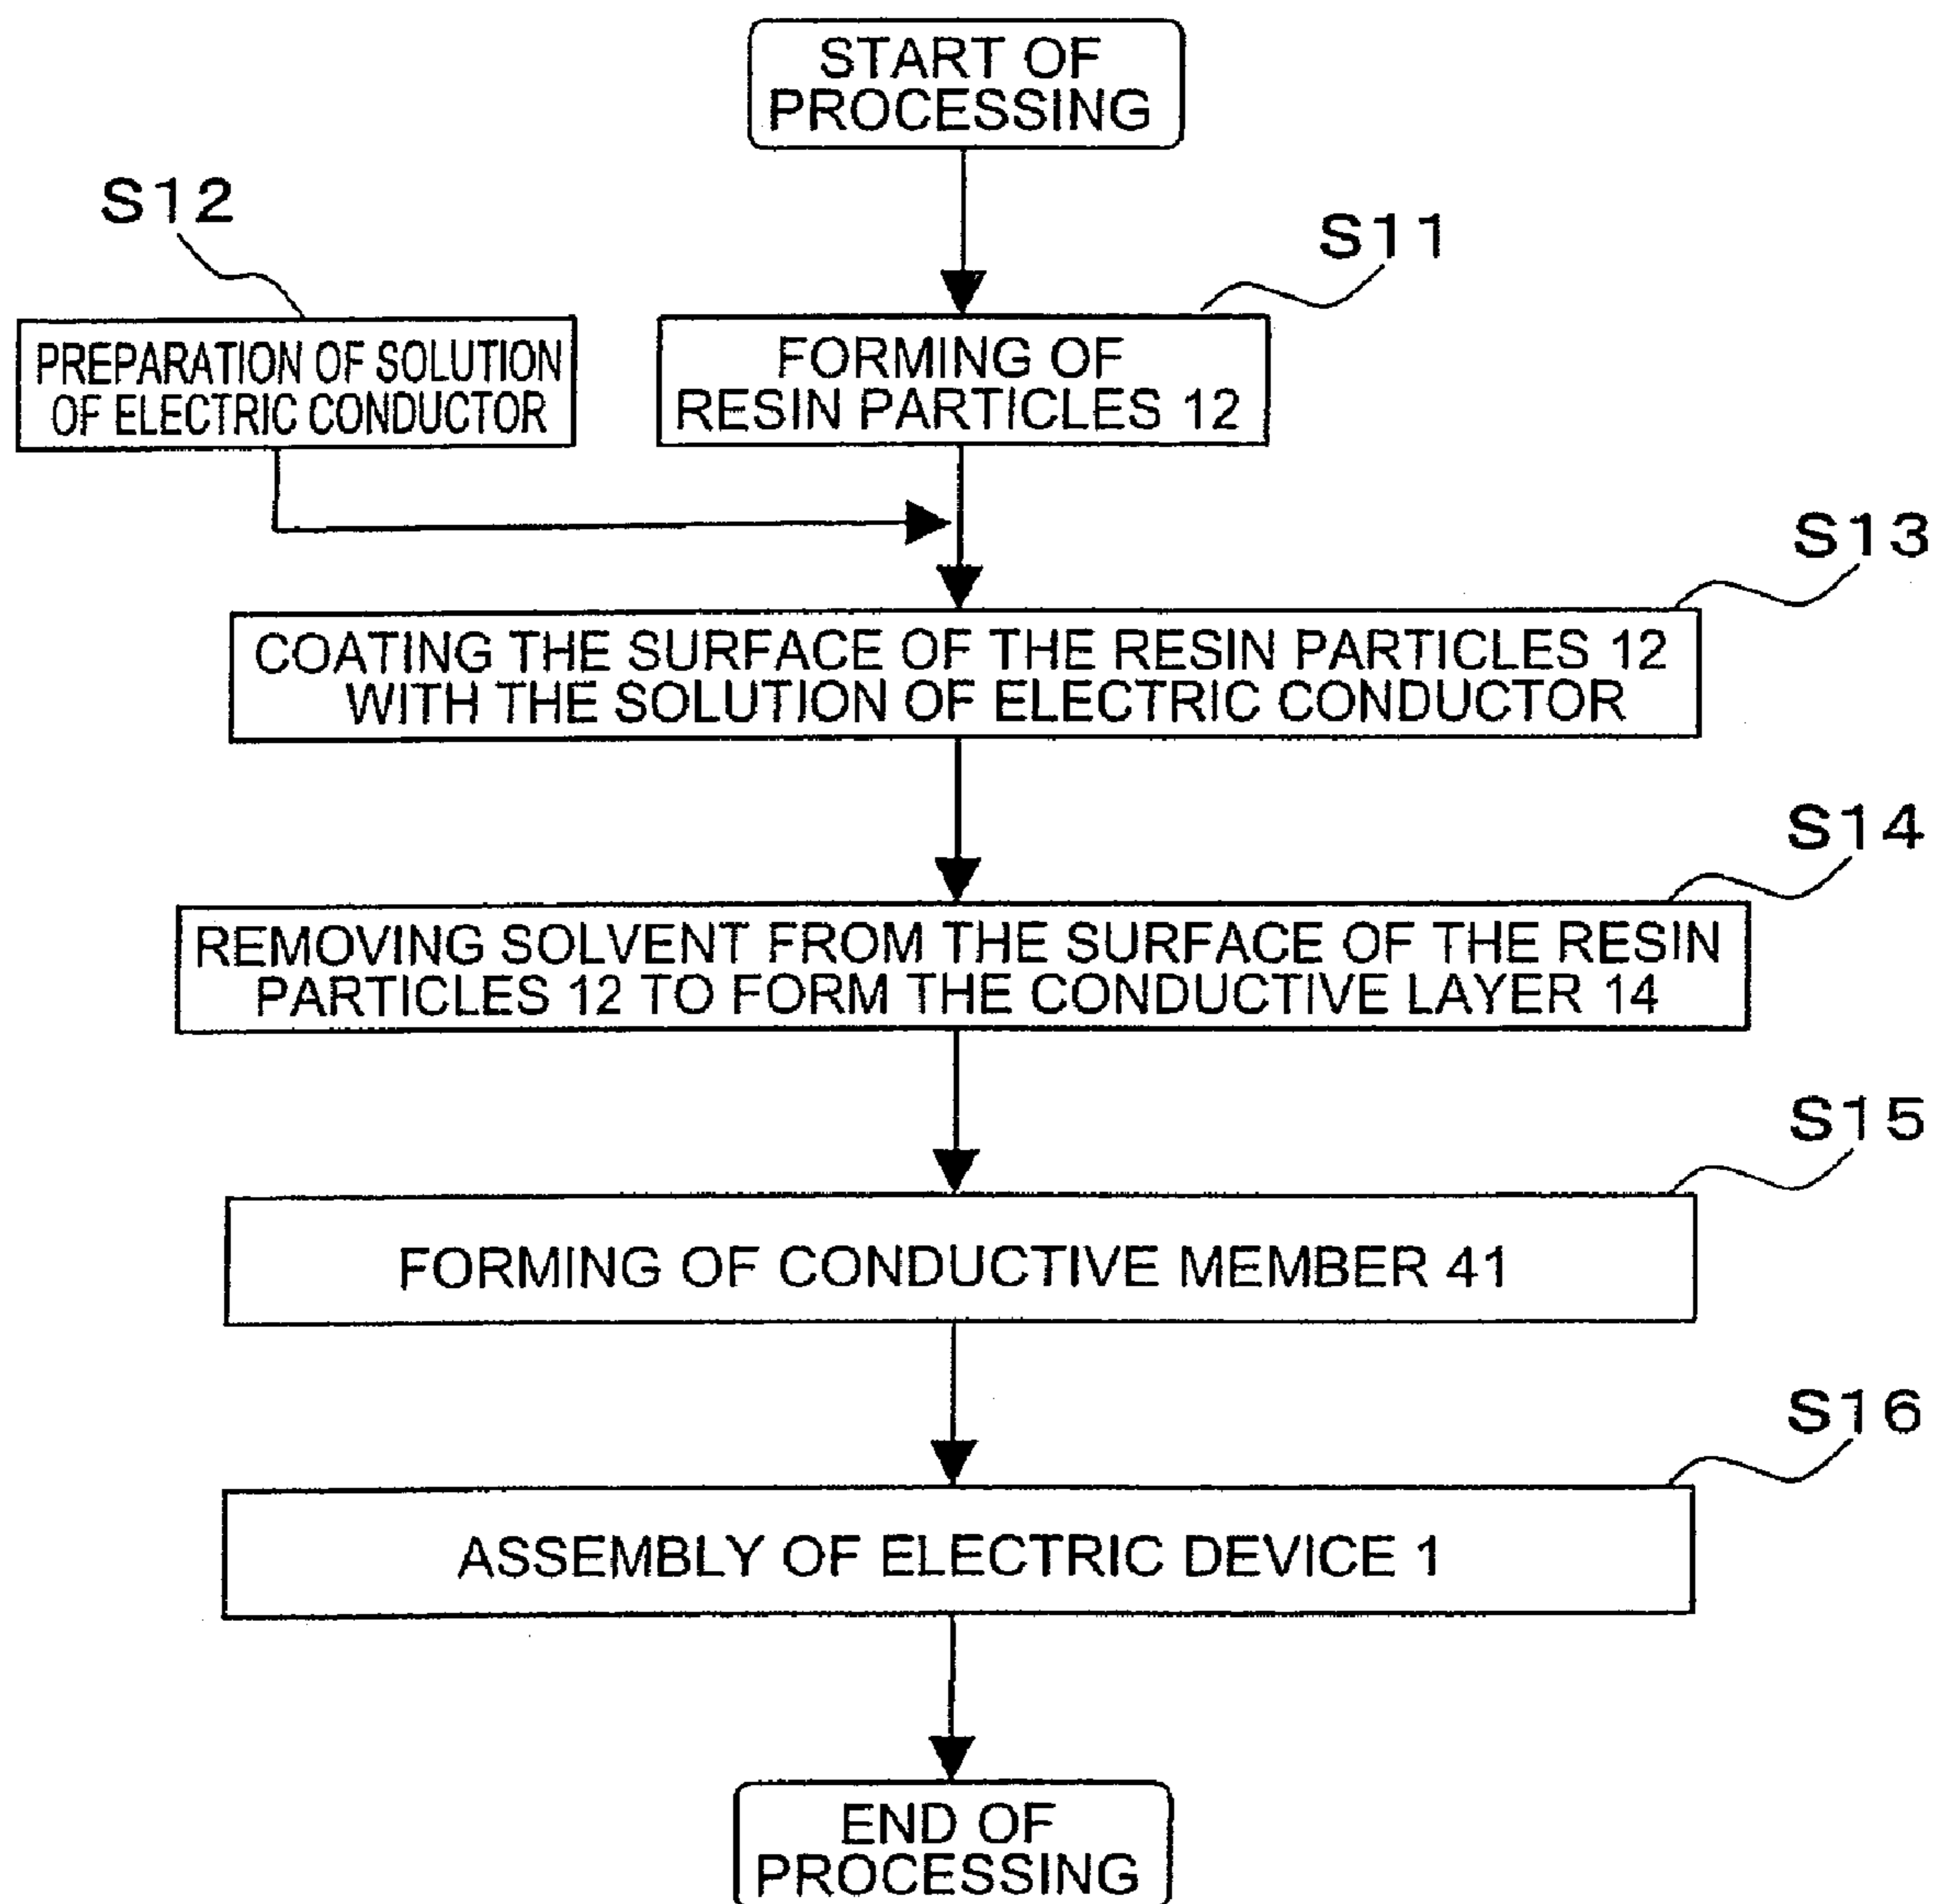 START OF
PROCESSING
S12
S11
PREPARATION OF SOLUTION
OF ELECTRIC CONDUCTOR
FORMING OF
RESIN PARTICLES 12
S13
COATING THE SURFACE OF THE RESIN PARTICLES 12
WITH THE SOLUTION OF ELECTRIC CONDUCTOR
S14
REMOVING SOLVENT FROM THE SURFACE OF THE RESIN
PARTICLES 12 TO FORM THE CONDUCTIVE LAYER 14
S15
FORMING OF CONDUCTIVE MEMBER 41
S16
ASSEMBLY OF ELECTRIC DEVICE 1
END OF
PROCESSING